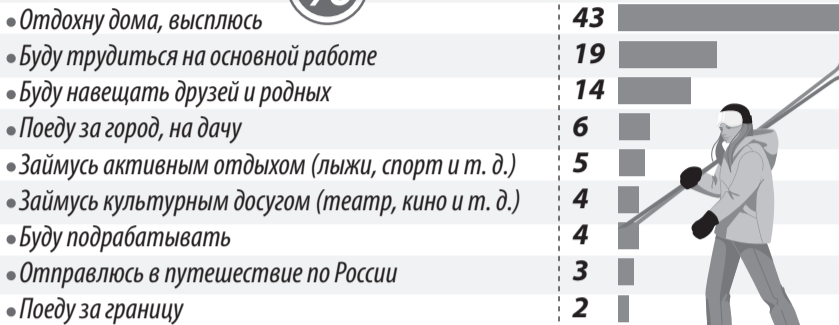 %
• Отдохну дома, высплюсь 43
• Буду трудиться на основной работе 19
• Буду навещать друзей и родных 14
• Поеду за город, на дачу 6
• Займусь активным отдыхом (лыжи, спорт и т. д.) 5
• Займусь культурным досугом (театр, кино и т. д.) 4
• Буду подрабатывать 4
• Отправлюсь в путешествие по России 3
• Поеду за границу 2